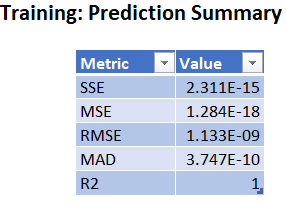 Training: Prediction Summary
Metric Value
SSE 2.311E-15
MSE 1.284E-18
RMSE 1.133E-09
MAD 3.747E-10
R2 1